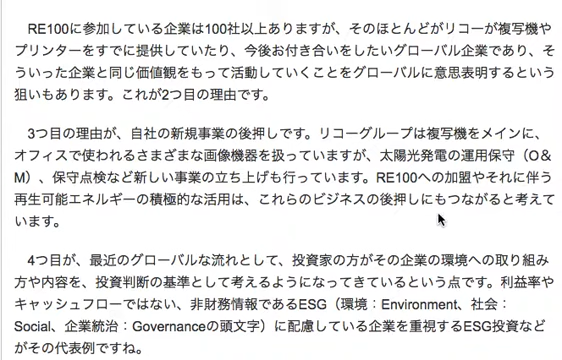 RE100に参加している企業は100社以上ありますが、そのほとんどがリコーが複写機や
プリンターをすでに提供していたり、今後お付き合いをしたいグローバル企業であり、そ
ういった企業と同じ価値観をもって活動していくことをグローバルに意思表明するという
狙いもあります。これが2つ目の理由です。
3つ目の理由が、自社の新規事業の後押しです。リコーグループは複写機をメインに、
オフィスで使われるさまざまな画像機器を扱っていますが、太陽光発電の運用保守（O＆
M）、保守点検など新しい事業の立ち上げも行っています。RE100への加盟やそれに伴う
再生可能エネルギーの積極的な活用は、これらのビジネスの後押しにもつながると考えて
います。
4つ目が、最近のグローバルな流れとして、投資家の方がその企業の環境への取り組み
方や内容を、投資判断の基準として考えるようになってきているという点です。利益率や
キャッシュフローではない、非財務情報であるESG（環境：Environment、社会：
Social、企業統治：Governanceの頭文字）に配慮している企業を重視するESG投資など
がその代表例ですね。